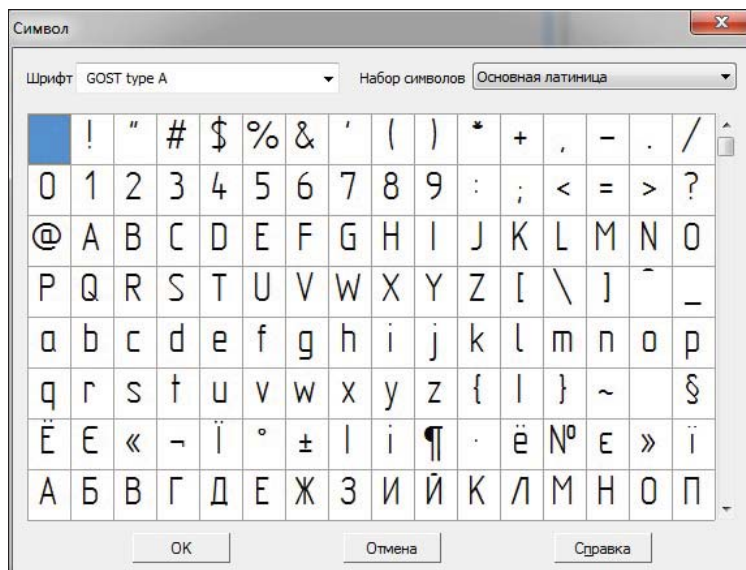 Символ
Шрифт GOST type A Набор символов Основная латиница
! " # $ % & ' ( ) * + , - . /
0 1 2 3 4 5 6 7 8 9 : ; < = > ?
@ A B C D E F G H I J K L M N O
P Q R S T U V W X Y Z [ \ ] ^ _
a b c d e f g h i j k l m n o p
q r s t u v w x y z { | } ~ §
Ё Є « ¬ Ї ° ± І і ¶ · ё № є » ї
А Б В Г Д Е Ж З И Й К Л М Н О П
ОК Отмена Справка